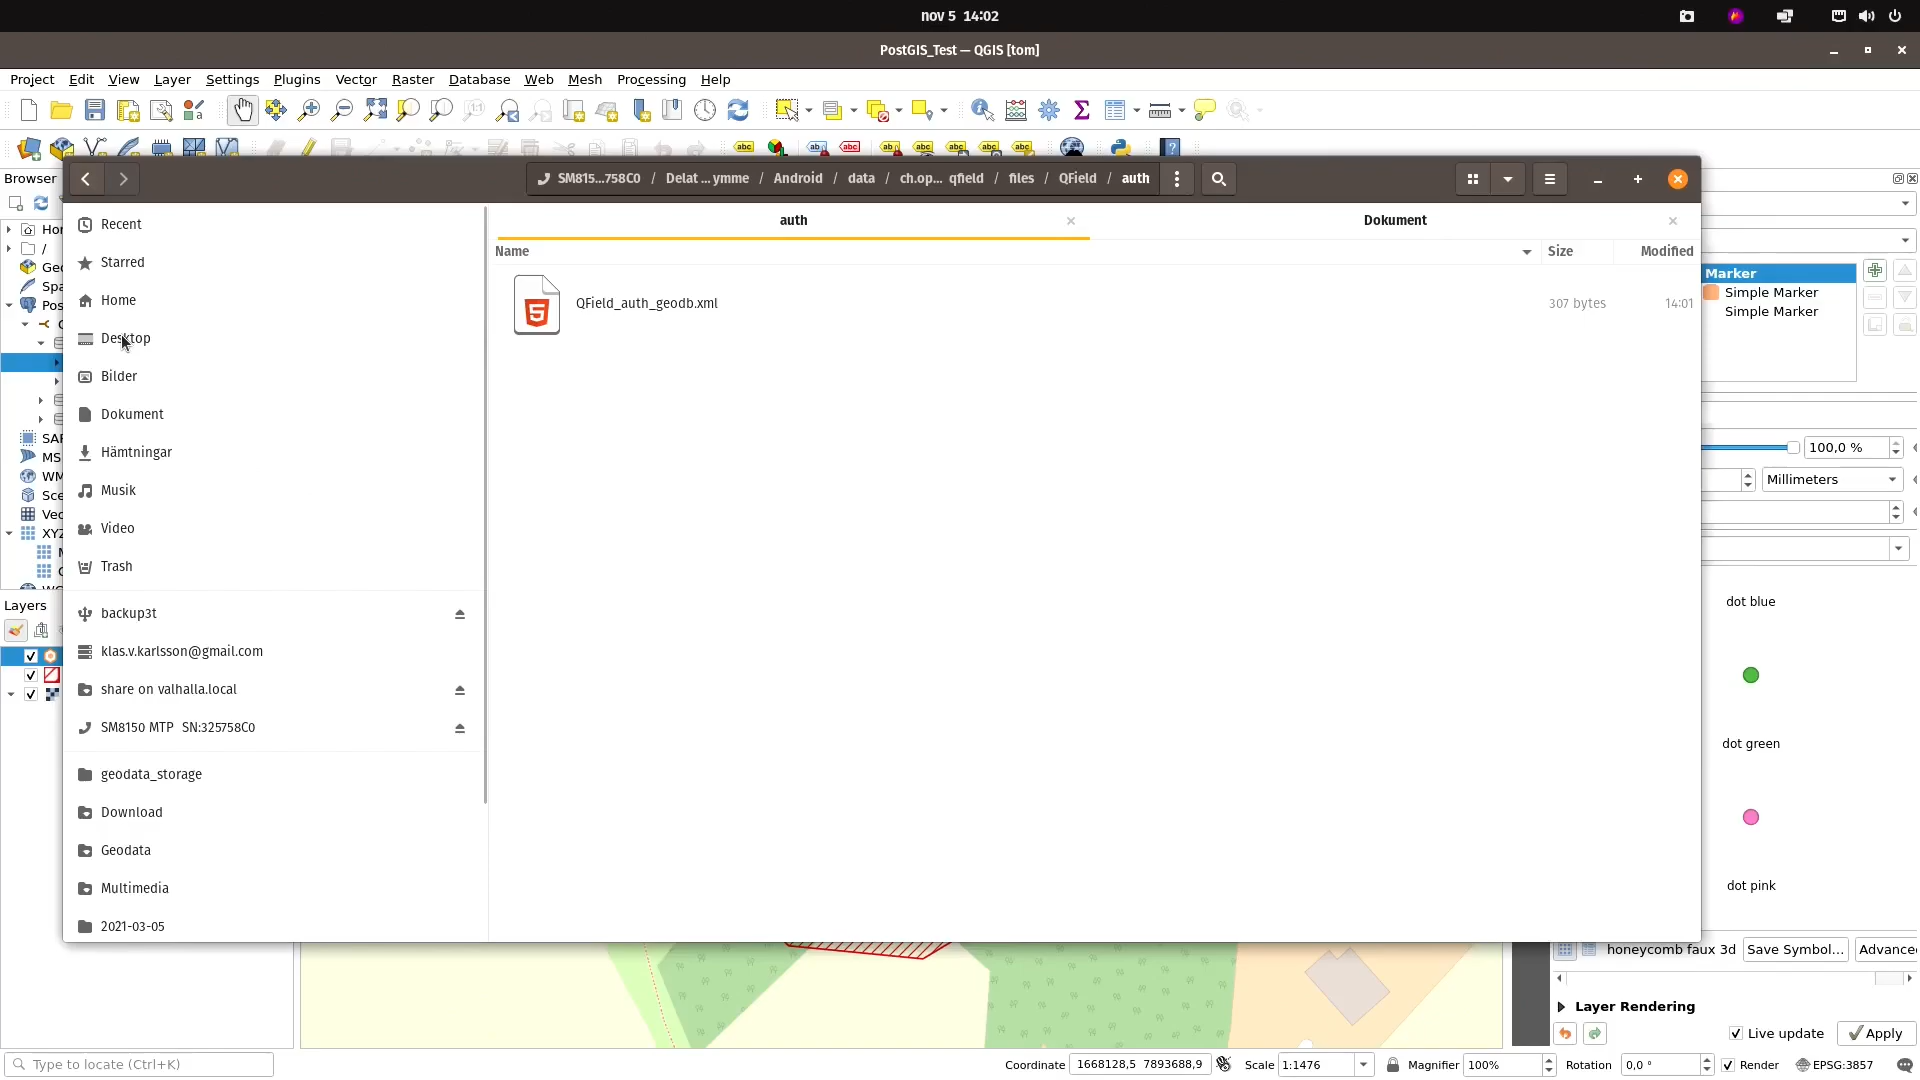 nov 5 14:02
PostGIS_Test — QGIS [tom]
Project Edit View Layer Settings Plugins Vector Raster Database Web Mesh Processing Help
Browser
SM815...758C0 / Delat ...ymme / Android / data / ch.op... qfield / files / QField / auth
Recent
Starred
Home
Desktop
Bilder
Dokument
Hämtningar
Musik
Video
Trash
backup3t
klas.v.karlsson@gmail.com
share on valhalla.local
SM8150 MTP SN:325758C0
geodata_storage
Download
Geodata
Multimedia
2021-03-05
auth
Dokument
Name Size Modified
QField_auth_geodb.xml 307 bytes 14:01
/
MS
XYZ
Layers
Marker
Simple Marker
Simple Marker
100,0 %
Millimeters
dot blue
dot green
dot pink
honeycomb faux 3d Save Symbol... Advance
Layer Rendering
Live update Apply
Type to locate (Ctrl+K)
Coordinate 1668128,5 7893688,9 Scale 1:1476 Magnifier 100% Rotation 0,0 ° Render EPSG:3857